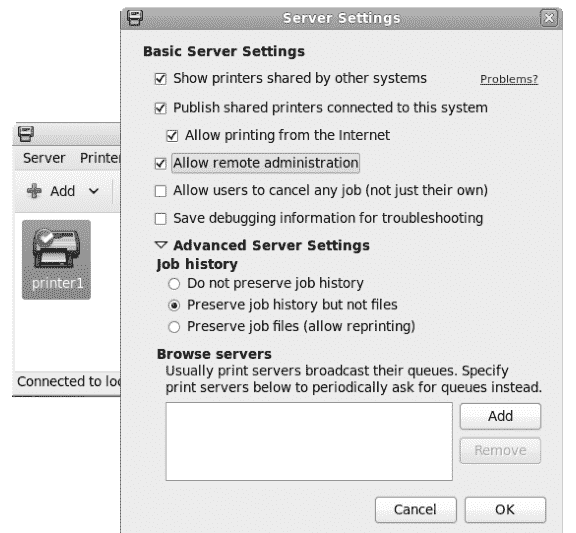 Server Settings
Basic Server Settings
Show printers shared by other systems
Problems?
Publish shared printers connected to this system
Allow printing from the Internet
Allow remote administration
Allow users to cancel any job (not just their own)
Save debugging information for troubleshooting
Advanced Server Settings
Job history
Do not preserve job history
Preserve job history but not files
Preserve job files (allow reprinting)
Browse servers
Usually print servers broadcast their queues. Specify
print servers below to periodically ask for queues instead.
Add
Remove
Cancel
OK
Server
Printer
Add
printer1
Connected to loc